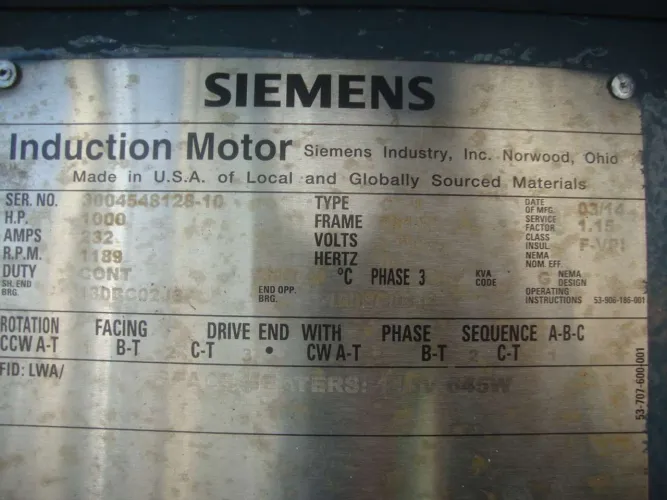 SIEMENS
Induction Motor Siemens Industry, Inc. Norwood, Ohio
Made in U.S.A. of Local and Globally Sourced Materials
SER. NO. 3004548128-10 TYPE DATE OF MFG. 03/14
H.P. 1000 FRAME SERVICE FACTOR 1.15
AMPS 232 VOLTS CLASS INSUL. F-VPI
R.P.M. 1189 HERTZ NEMA NOM. EFF.
DUTY CONT °C PHASE 3 KVA CODE G NEMA DESIGN
SH. END BRG. END OPP. BRG. OPERATING INSTRUCTIONS 53-906-186-001
ROTATION FACING DRIVE END WITH PHASE SEQUENCE A-B-C
CCW A-T B-T C-T • CW A-T B-T C-T
FID: LWA/
HEATERS:
53-707-600-001